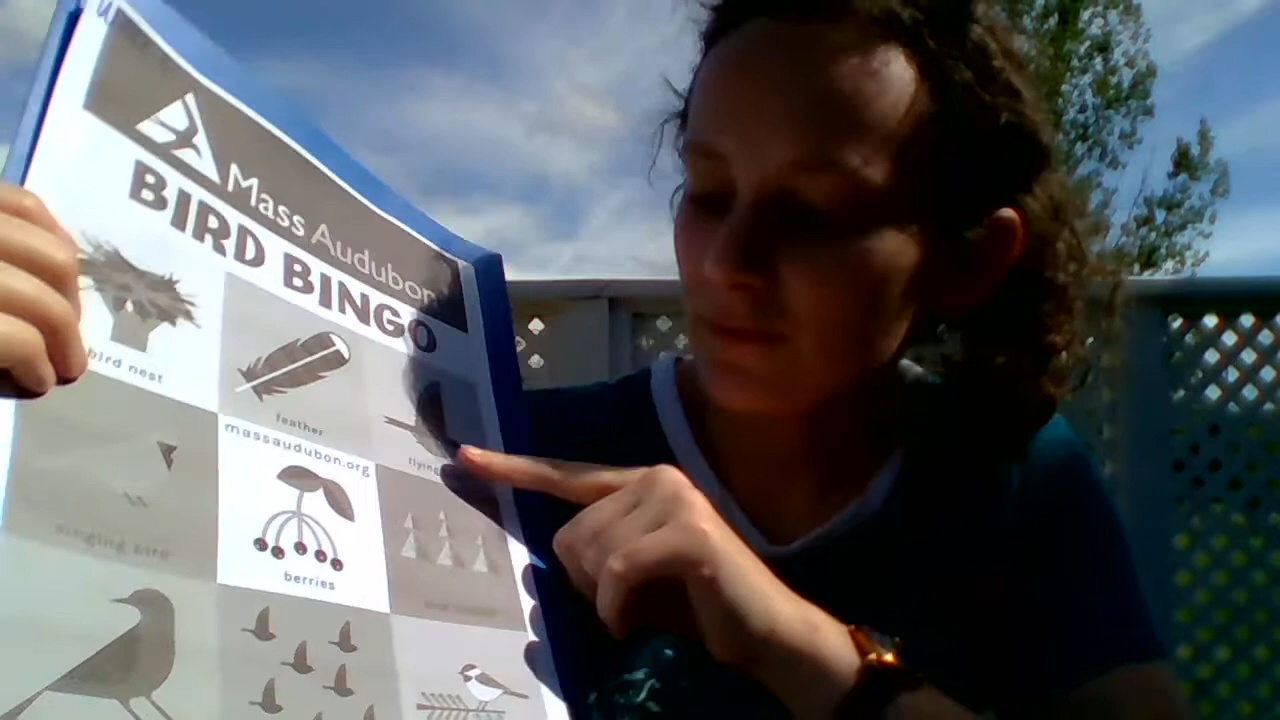 Mass Audubon
BIRD BINGO
bird nest
feather
flying
massaudubon.org
singing bird
berries